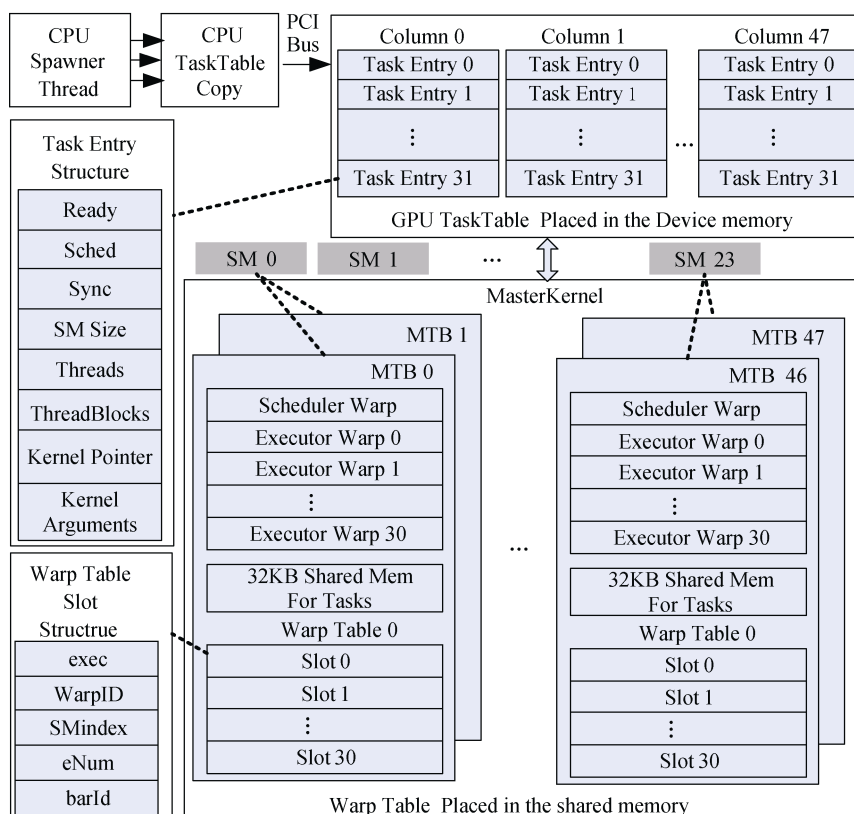 CPU
Spawner
Thread
CPU
TaskTable
Copy
PCI
Bus
Column 0
Task Entry 0
Task Entry 1
⋮
Task Entry 31
Column 1
Task Entry 0
Task Entry 1
⋮
Task Entry 31
...
Column 47
Task Entry 0
Task Entry 1
⋮
Task Entry 31
GPU TaskTable Placed in the Device memory
Task Entry
Structure
Ready
Sched
Sync
SM Size
Threads
ThreadBlocks
Kernel Pointer
Kernel
Arguments
SM 0
SM 1
...
SM 23
MasterKernel
MTB 1
MTB 0
Scheduler Warp
Executor Warp 0
Executor Warp 1
⋮
Executor Warp 30
32KB Shared Mem
For Tasks
Warp Table 0
Slot 0
Slot 1
⋮
Slot 30
...
MTB 47
MTB 46
Scheduler Warp
Executor Warp 0
Executor Warp 1
⋮
Executor Warp 30
32KB Shared Mem
For Tasks
Warp Table 0
Slot 0
Slot 1
⋮
Slot 30
Warp Table
Slot
Structrue
exec
WarpID
SMindex
eNum
barId
Warp Table Placed in the shared memory